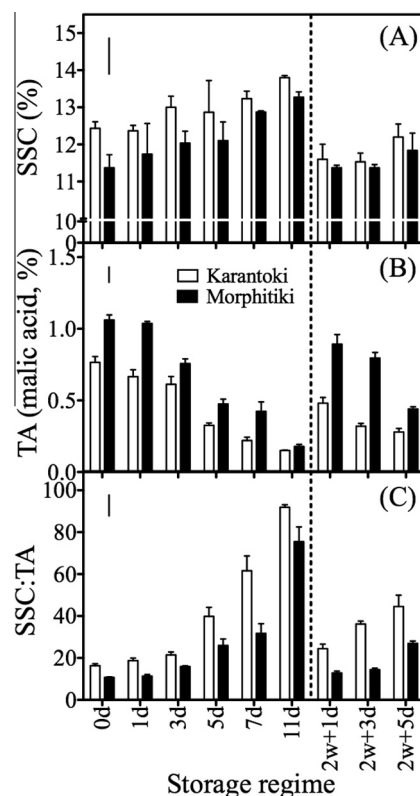 (A)
SSC (%)
15
14
13
12
11
10
0
(B)
TA (malic acid, %)
1.5
1.0
0.5
0.0
Karantoki
Morphitiki
(C)
SSC:TA
100
80
60
40
20
0
0d 1d 3d 5d 7d 11d 2w+1d 2w+3d 2w+5d
Storage regime